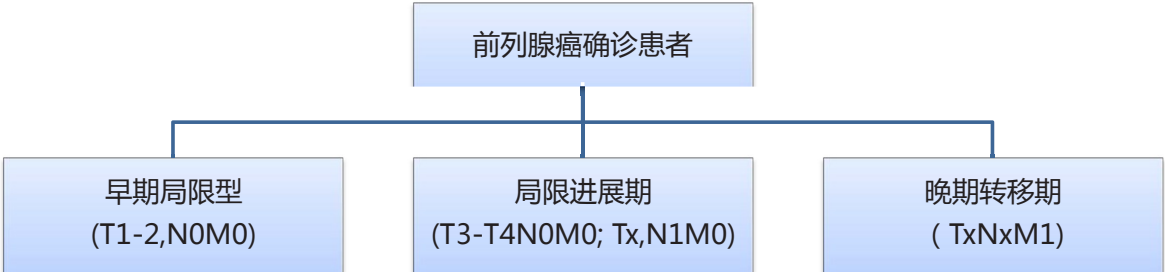 前列腺癌确诊患者
早期局限型
(T1-2,N0M0)
局限进展期
(T3-T4N0M0; Tx,N1M0)
晚期转移期
( TxNxM1)